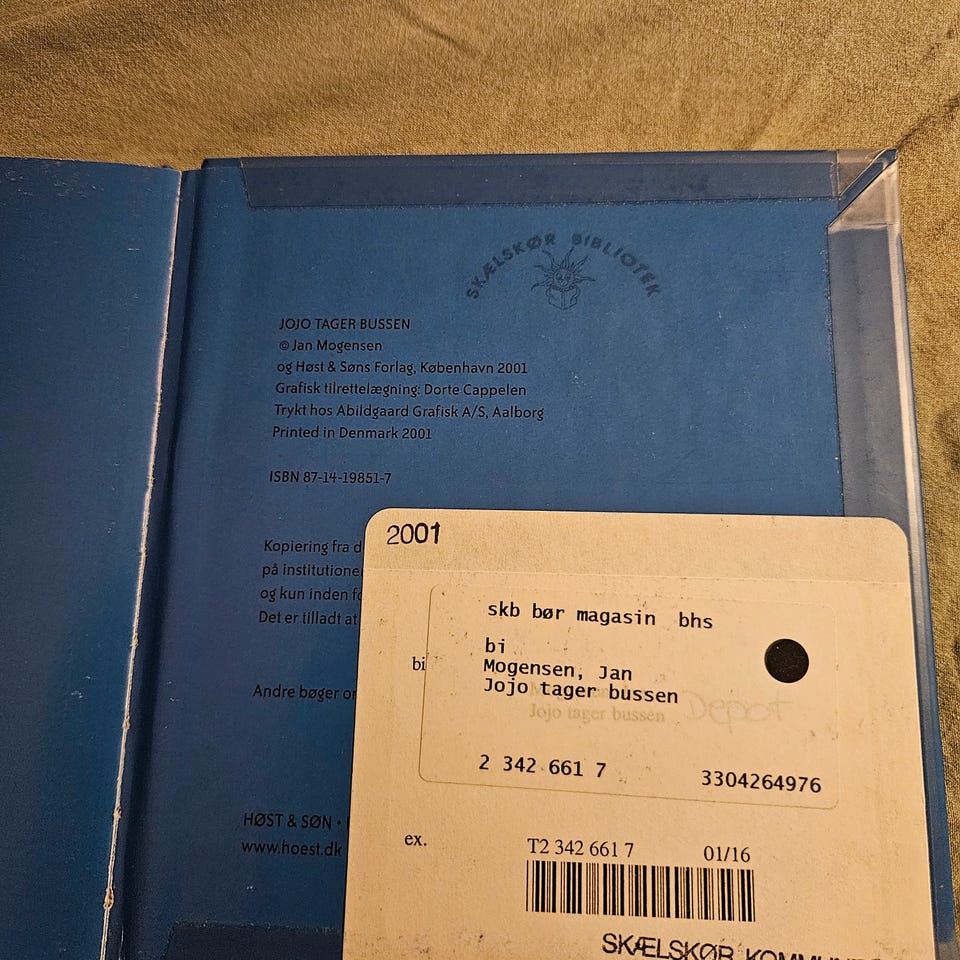 SKÆLSKØR BIBLIOTEK
JOJO TAGER BUSSEN
© Jan Mogensen
og Høst & Søns Forlag, København 2001
Grafisk tilrettelægning: Dorte Cappelen
Trykt hos Abildgaard Grafisk A/S, Aalborg
Printed in Denmark 2001
ISBN 87-14-19851-7
Kopiering fra d
på institutione
og kun inden fo
Det er tilladt at
Andre bøger o
HØST & SØN •
www.hoest.dk
2001
skb bør magasin bhs
bi
bi
Mogensen, Jan
Jojo tager bussen
Jojo tager bussen Depot
2 342 661 7 3304264976
ex. T2 342 661 7 01/16
SKÆLSKØR KOMMUNE